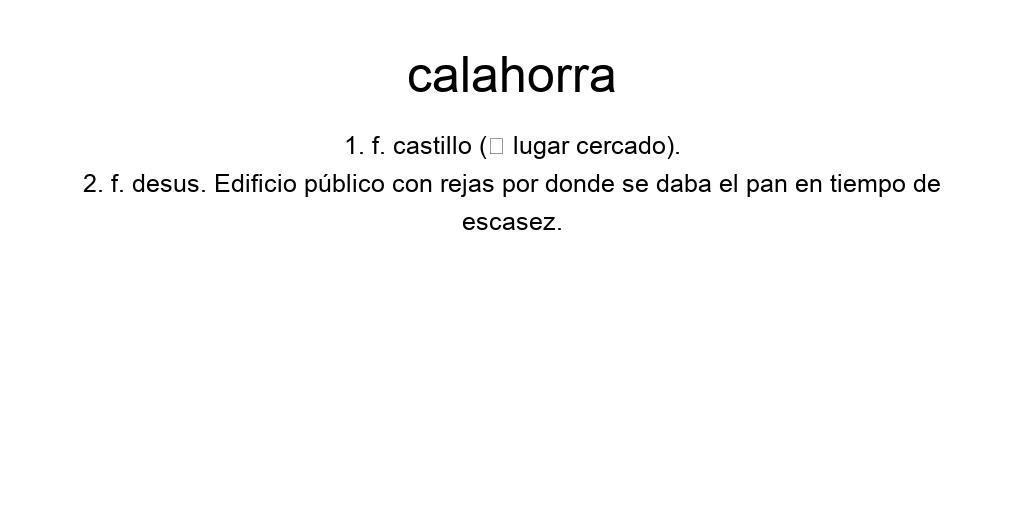 calahorra
1. f. castillo (□ lugar cercado).
2. f. desus. Edificio público con rejas por donde se daba el pan en tiempo de
escasez.